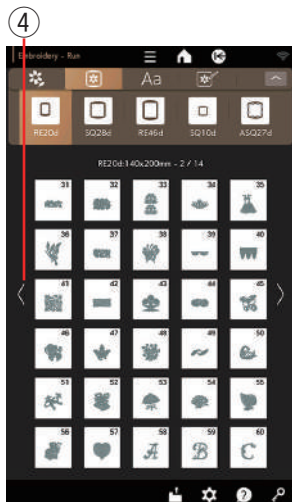 ④
Embroidery - Run
Aa
RE20d SQ28d RE46d SQ10d ASQ27d
RE20d:140x200mm - 2 / 14
31 32 33 34 35
36 37 38 39 40
41 42 43 44 45
46 47 48 49 50
51 52 53 54 55
56 57 58 59 60
A B C
?